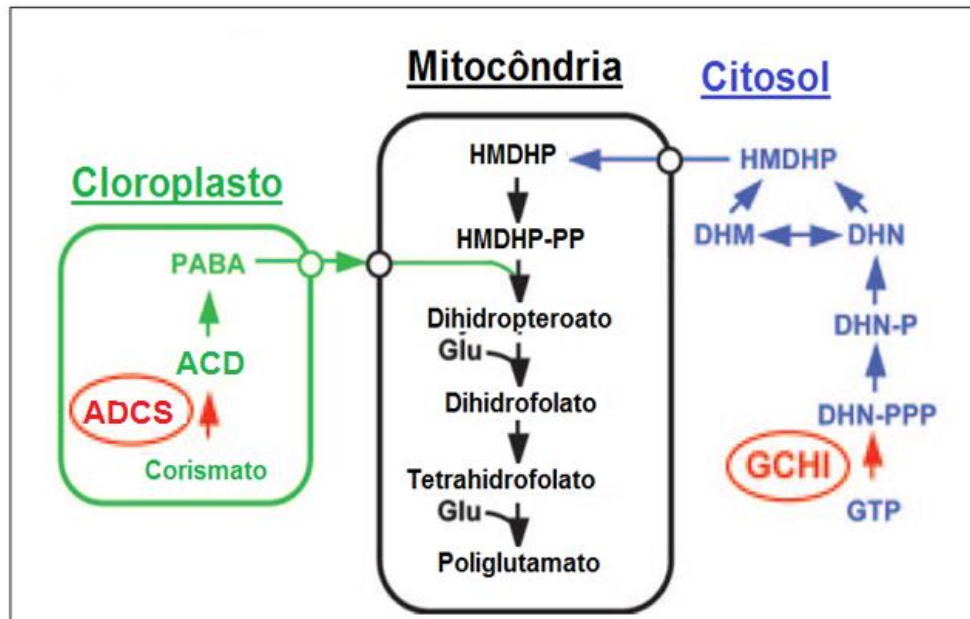 Mitocôndria
Citosol
Cloroplasto
HMDHP
HMDHP
DHM
DHN
HMDHP-PP
PABA
DHN-P
Dihidropteroato
Glu
ACD
Dihidrofolato
ADCS
DHN-PPP
Corismato
Tetrahidrofolato
GCHI
Glu
GTP
Poliglutamato